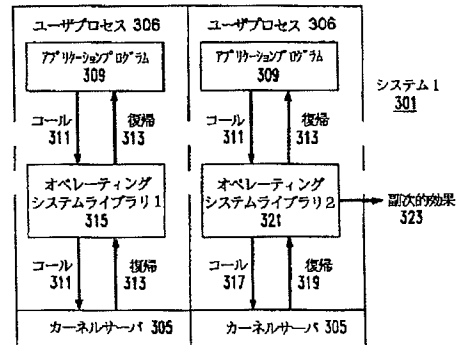 ユーザプロセス 306
アプリケーションプログラム
309
コール
311
復帰
313
オペレーティング
システムライブラリ1
315
コール
311
復帰
313
カーネルサーバ 305
ユーザプロセス 306
アプリケーションプログラム
309
コール
311
復帰
313
オペレーティング
システムライブラリ2
321
コール
317
復帰
319
カーネルサーバ 305
システム1
301
副次的効果
323